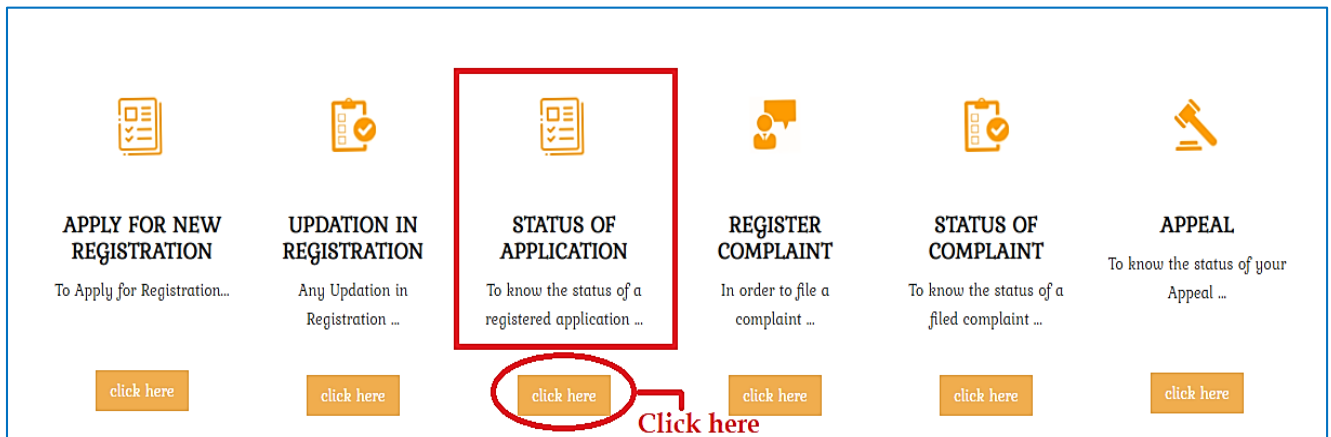 APPLY FOR NEW
REGISTRATION
To Apply for Registration...
click here
UPDATION IN
REGISTRATION
Any Updation in
Registration ...
click here
STATUS OF
APPLICATION
To know the status of a
registered application ...
click here
Click here
REGISTER
COMPLAINT
In order to file a
complaint ...
click here
STATUS OF
COMPLAINT
To know the status of a
filed complaint ...
click here
APPEAL
To know the status of your
Appeal ...
click here